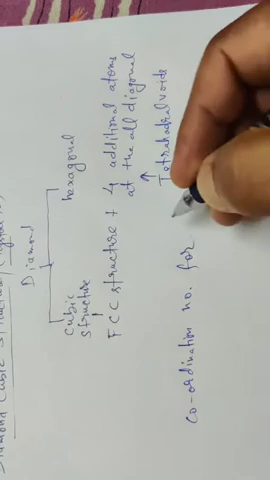 Diamond Cubic Structure/Crystal
Diamond
cubic structure
hexagonal
FCC structure + 4 additional atoms
at the all diagonal
↑
Tetrahedral voids
Co-ordination no. for